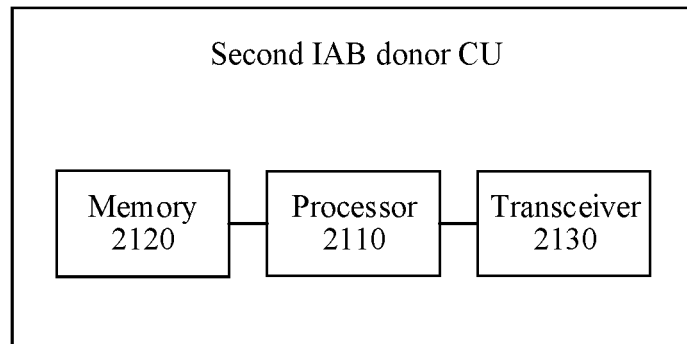 Second IAB donor CU
Memory
2120
Processor
2110
Transceiver
2130